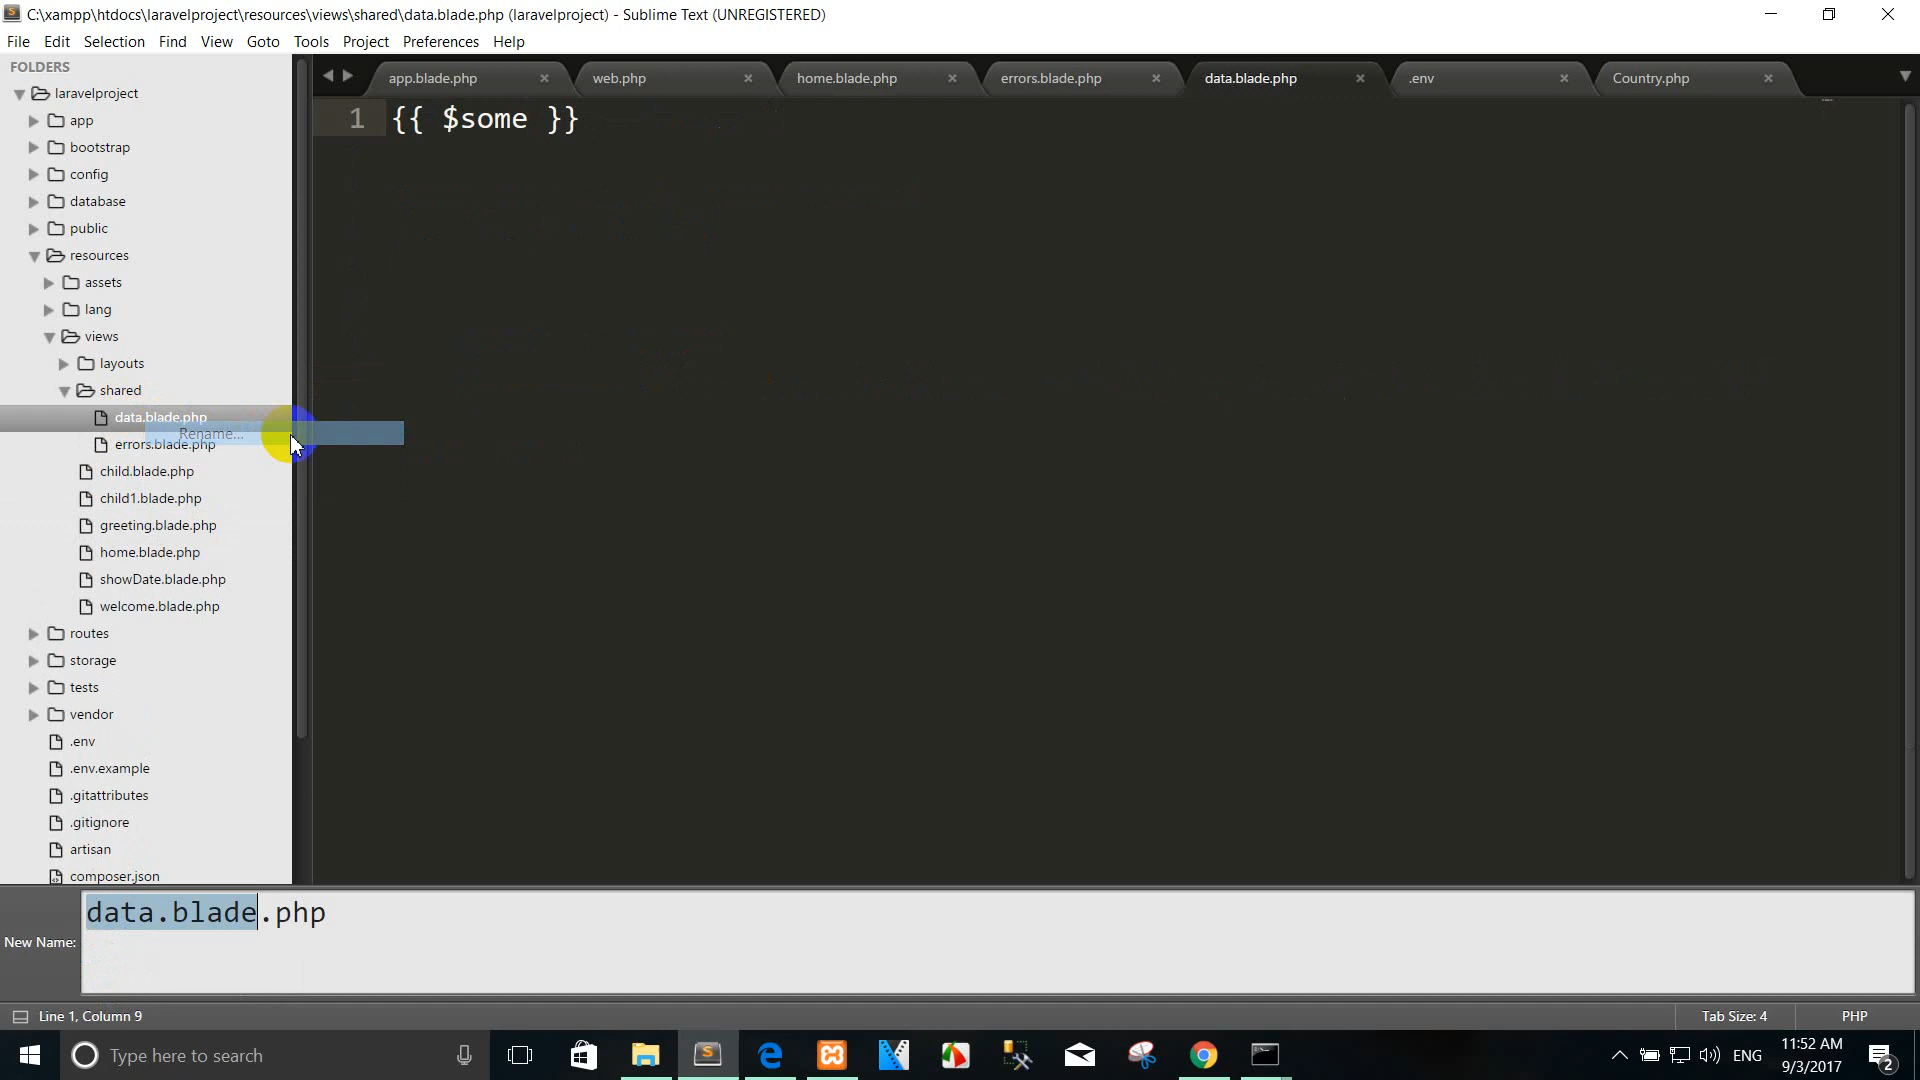 C:\xampp\htdocs\laravelproject\resources\views\shared\data.blade.php (laravelproject) - Sublime Text (UNREGISTERED)
File Edit Selection Find View Goto Tools Project Preferences Help
FOLDERS
app.blade.php web.php home.blade.php errors.blade.php data.blade.php .env Country.php
laravelproject
1 {{ $some }}
app
bootstrap
config
database
public
resources
assets
lang
views
layouts
shared
data.blade.php
Rename...
errors.blade.php
child.blade.php
child1.blade.php
greeting.blade.php
home.blade.php
showDate.blade.php
welcome.blade.php
routes
storage
tests
vendor
.env
.env.example
.gitattributes
.gitignore
artisan
composer.json
New Name: data.blade.php
Line 1, Column 9 Tab Size: 4 PHP
Type here to search ENG 11:52 AM
9/3/2017 2